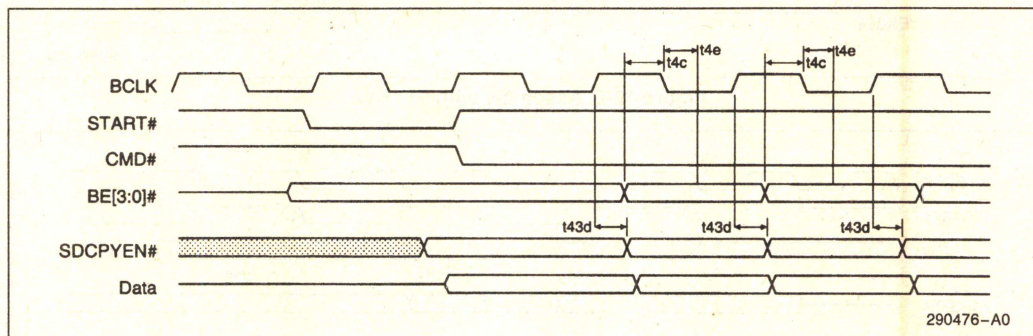 t4e t4e
t4c t4c
BCLK
START#
CMD#
BE[3:0]#
t43d t43d t43d
SDCPYEN#
Data
290476-A0